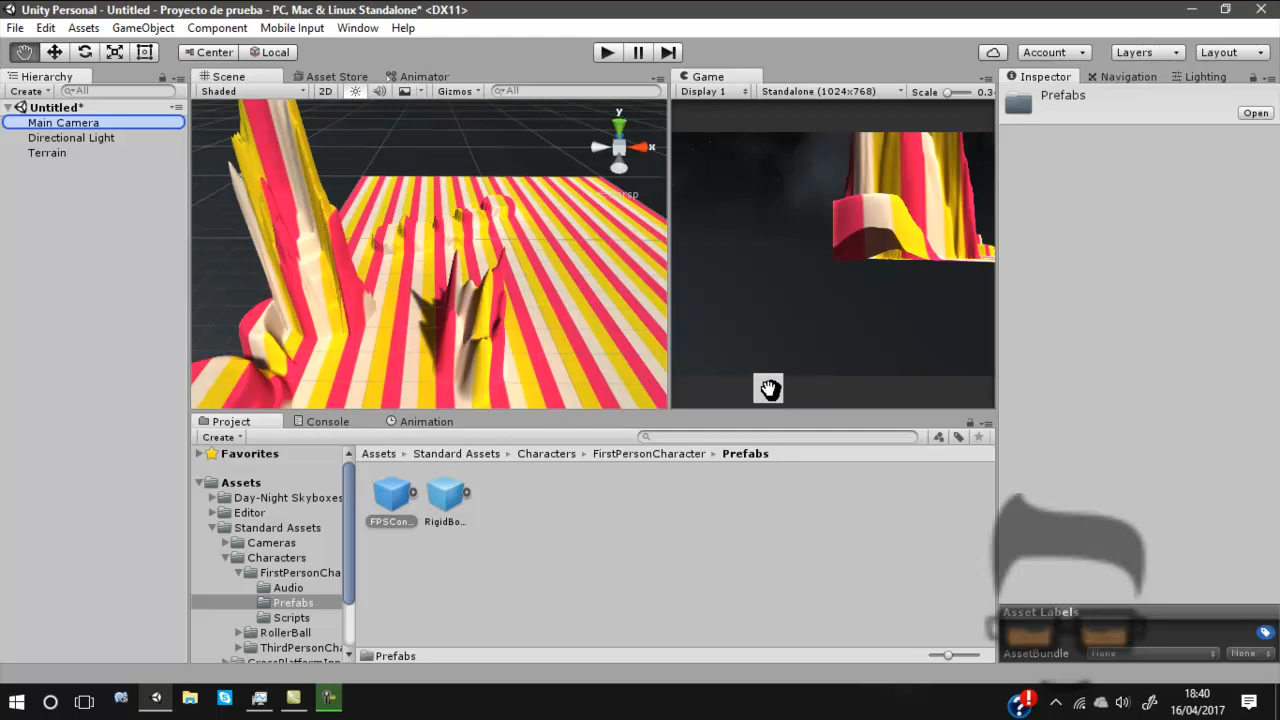 Unity Personal - Untitled - Proyecto de prueba - PC, Mac & Linux Standalone* <DX11>
File Edit Assets GameObject Component Mobile Input Window Help
Center Local Account Layers Layout
Hierarchy Scene Asset Store Animator Game Inspector Navigation Lighting
Create All Shaded 2D Gizmos All Display 1 Standalone (1024x768) Scale 0.3
Prefabs
Open
Untitled*
Main Camera
Directional Light
Terrain
y
x
Persp
Project Console Animation
Create
Favorites
Assets
Day-Night Skyboxes
Editor
Standard Assets
Cameras
Characters
FirstPersonCha
Audio
Prefabs
Scripts
RollerBall
ThirdPersonCha
Assets Standard Assets Characters FirstPersonCharacter Prefabs
FPSCon... RigidBo...
Prefabs
Asset Labels
AssetBundle None None
18:40
16/04/2017